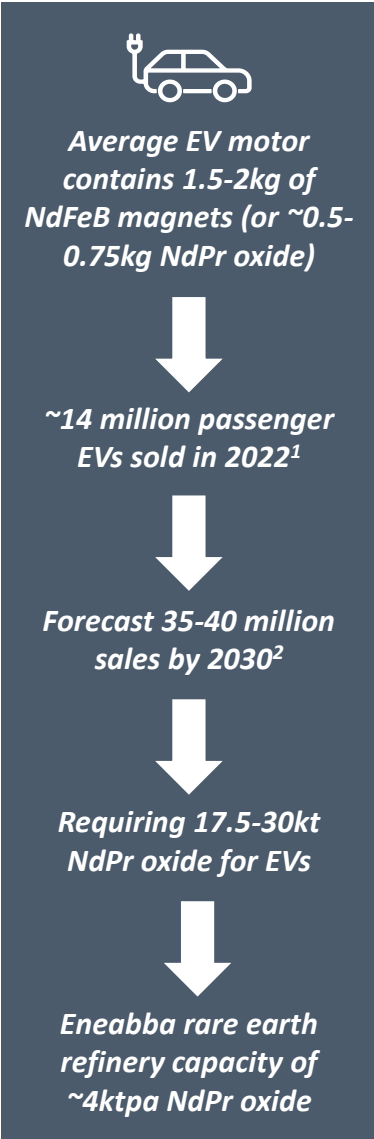 Average EV motor
contains 1.5-2kg of
NdFeB magnets (or ~0.5-
0.75kg NdPr oxide)
~14 million passenger
EVs sold in 2022¹
Forecast 35-40 million
sales by 2030²
Requiring 17.5-30kt
NdPr oxide for EVs
Eneabba rare earth
refinery capacity of
~4ktpa NdPr oxide